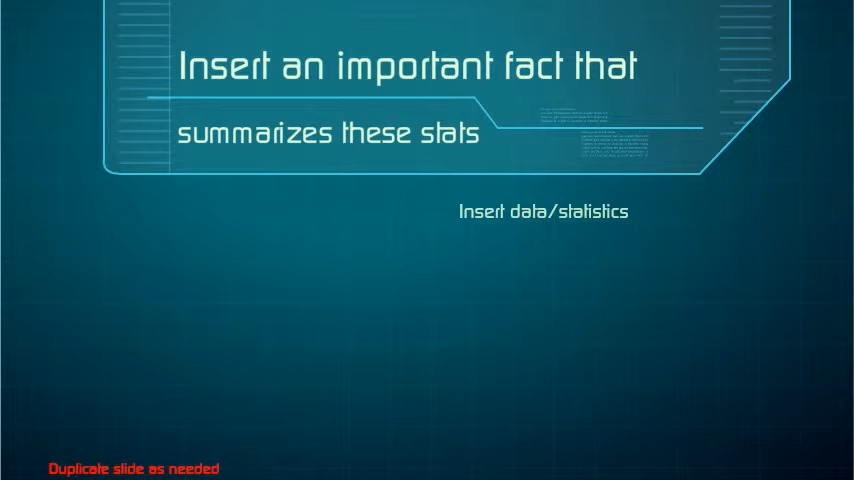 Insert an important fact that
summarizes these stats
Insert data/statistics
Duplicate slide as needed